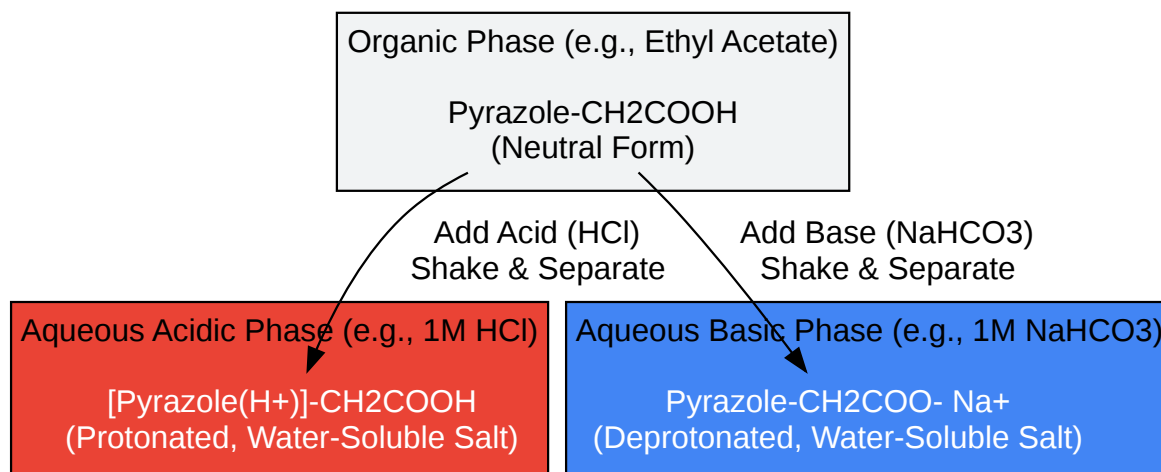 Organic Phase (e.g., Ethyl Acetate)
Pyrazole-CH2COOH
(Neutral Form)
Add Acid (HCl)
Shake & Separate
Add Base (NaHCO3)
Shake & Separate
Aqueous Acidic Phase (e.g., 1M HCl)
[Pyrazole(H+)]-CH2COOH
(Protonated, Water-Soluble Salt)
Aqueous Basic Phase (e.g., 1M NaHCO3)
Pyrazole-CH2COO- Na+
(Deprotonated, Water-Soluble Salt)